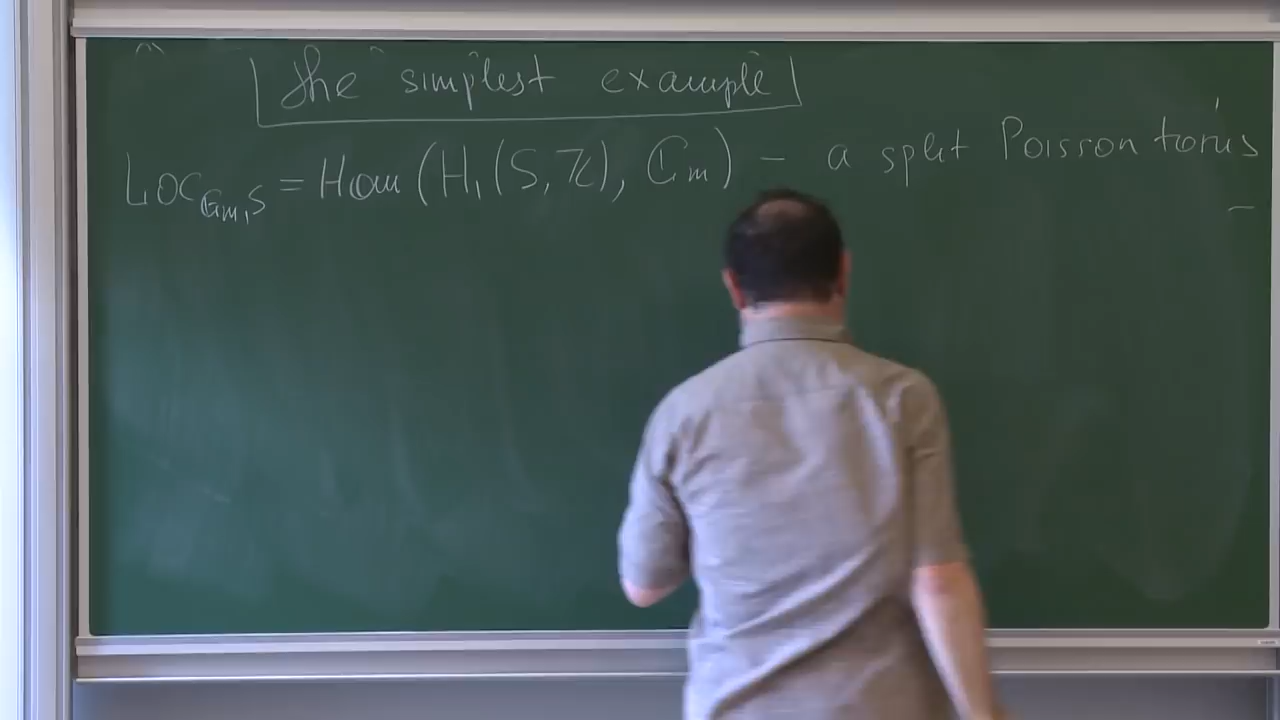 the simplest example
Loc_{G_m, S} = Hom (H_1(S, ℤ), G_m) – a split Poisson torus